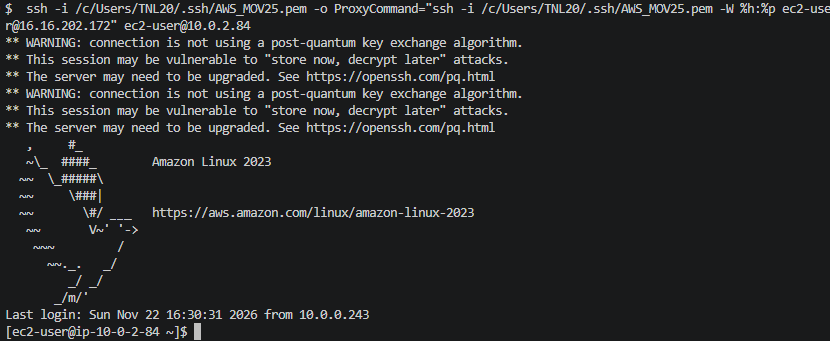 $  ssh -i /c/Users/TNL20/.ssh/AWS_MOV25.pem -o ProxyCommand="ssh -i /c/Users/TNL20/.ssh/AWS_MOV25.pem -W %h:%p ec2-use
r@16.16.202.172" ec2-user@10.0.2.84
** WARNING: connection is not using a post-quantum key exchange algorithm.
** This session may be vulnerable to "store now, decrypt later" attacks.
** The server may need to be upgraded. See https://openssh.com/pq.html
** WARNING: connection is not using a post-quantum key exchange algorithm.
** This session may be vulnerable to "store now, decrypt later" attacks.
** The server may need to be upgraded. See https://openssh.com/pq.html
   ,     #_
   ~\_  ####_        Amazon Linux 2023
  ~~  \_#####\
  ~~     \###|
  ~~       \#/ ___   https://aws.amazon.com/linux/amazon-linux-2023
   ~~       V~' '->
    ~~~         /
      ~~._.   _/
         _/ _/
       _/m/'
Last login: Sun Nov 22 16:30:31 2026 from 10.0.0.243
[ec2-user@ip-10-0-2-84 ~]$